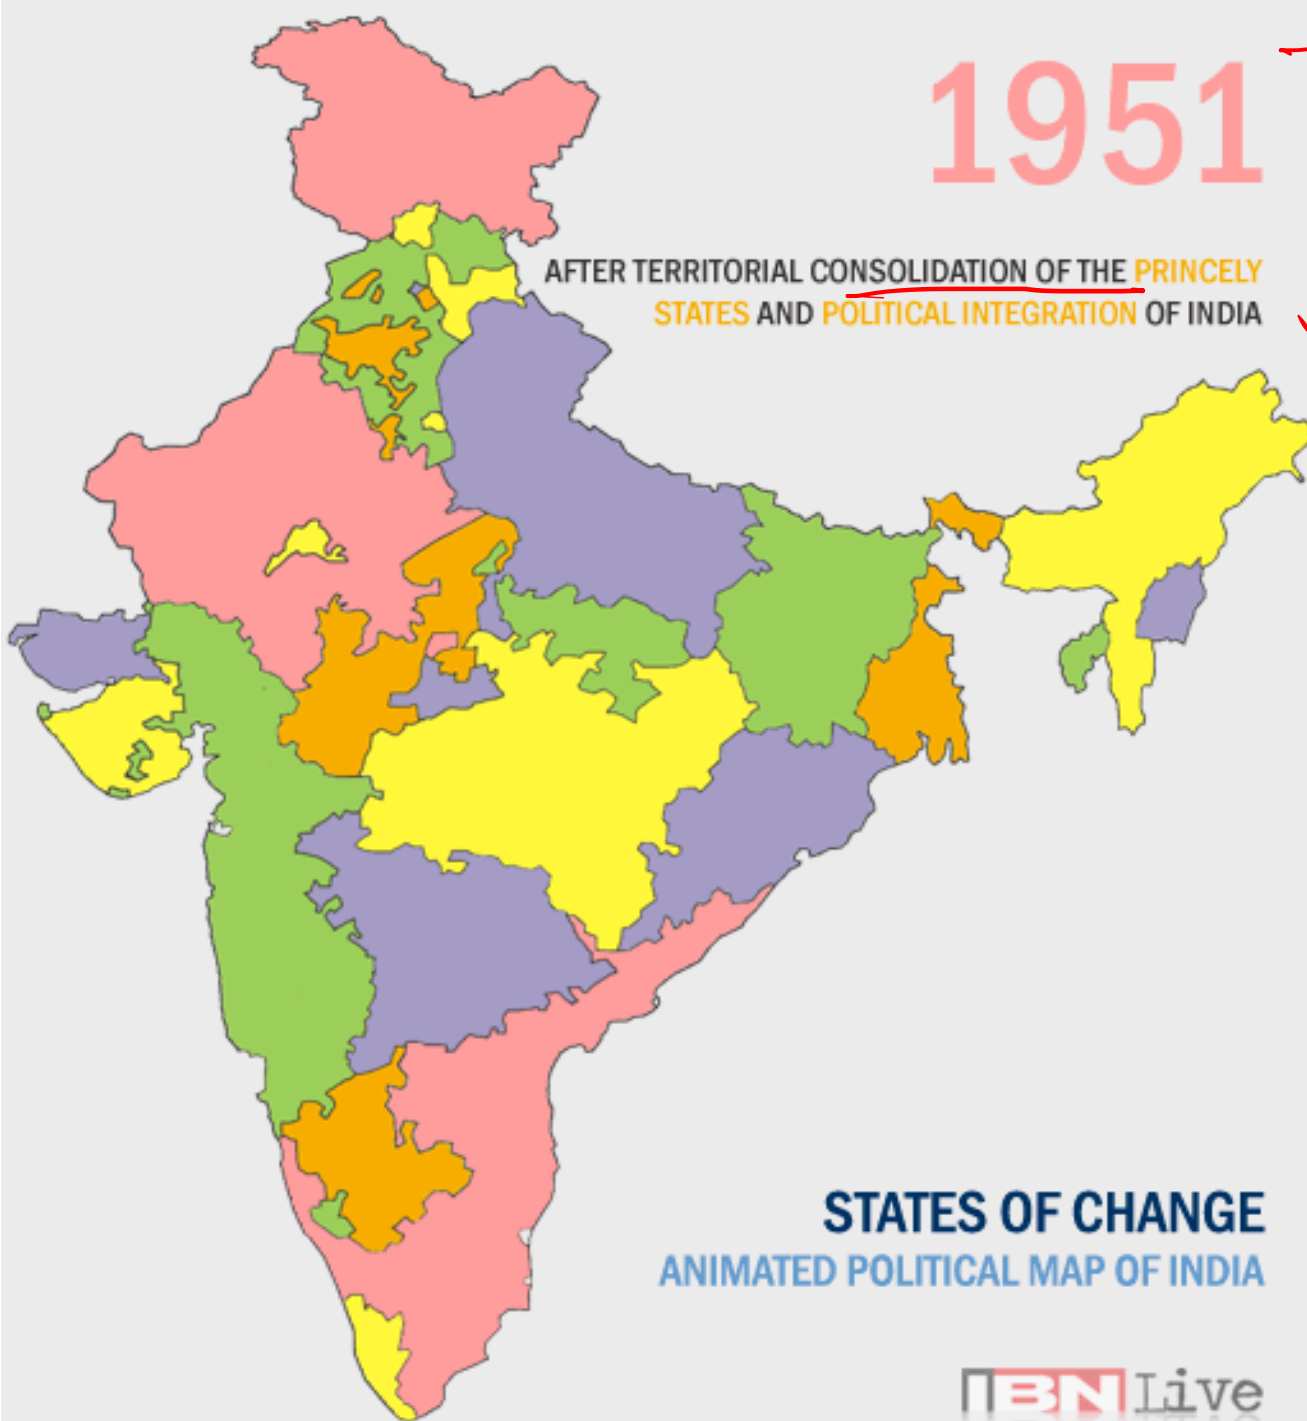 1951
AFTER TERRITORIAL CONSOLIDATION OF THE PRINCELY
STATES AND POLITICAL INTEGRATION OF INDIA
STATES OF CHANGE
ANIMATED POLITICAL MAP OF INDIA
IBN Live